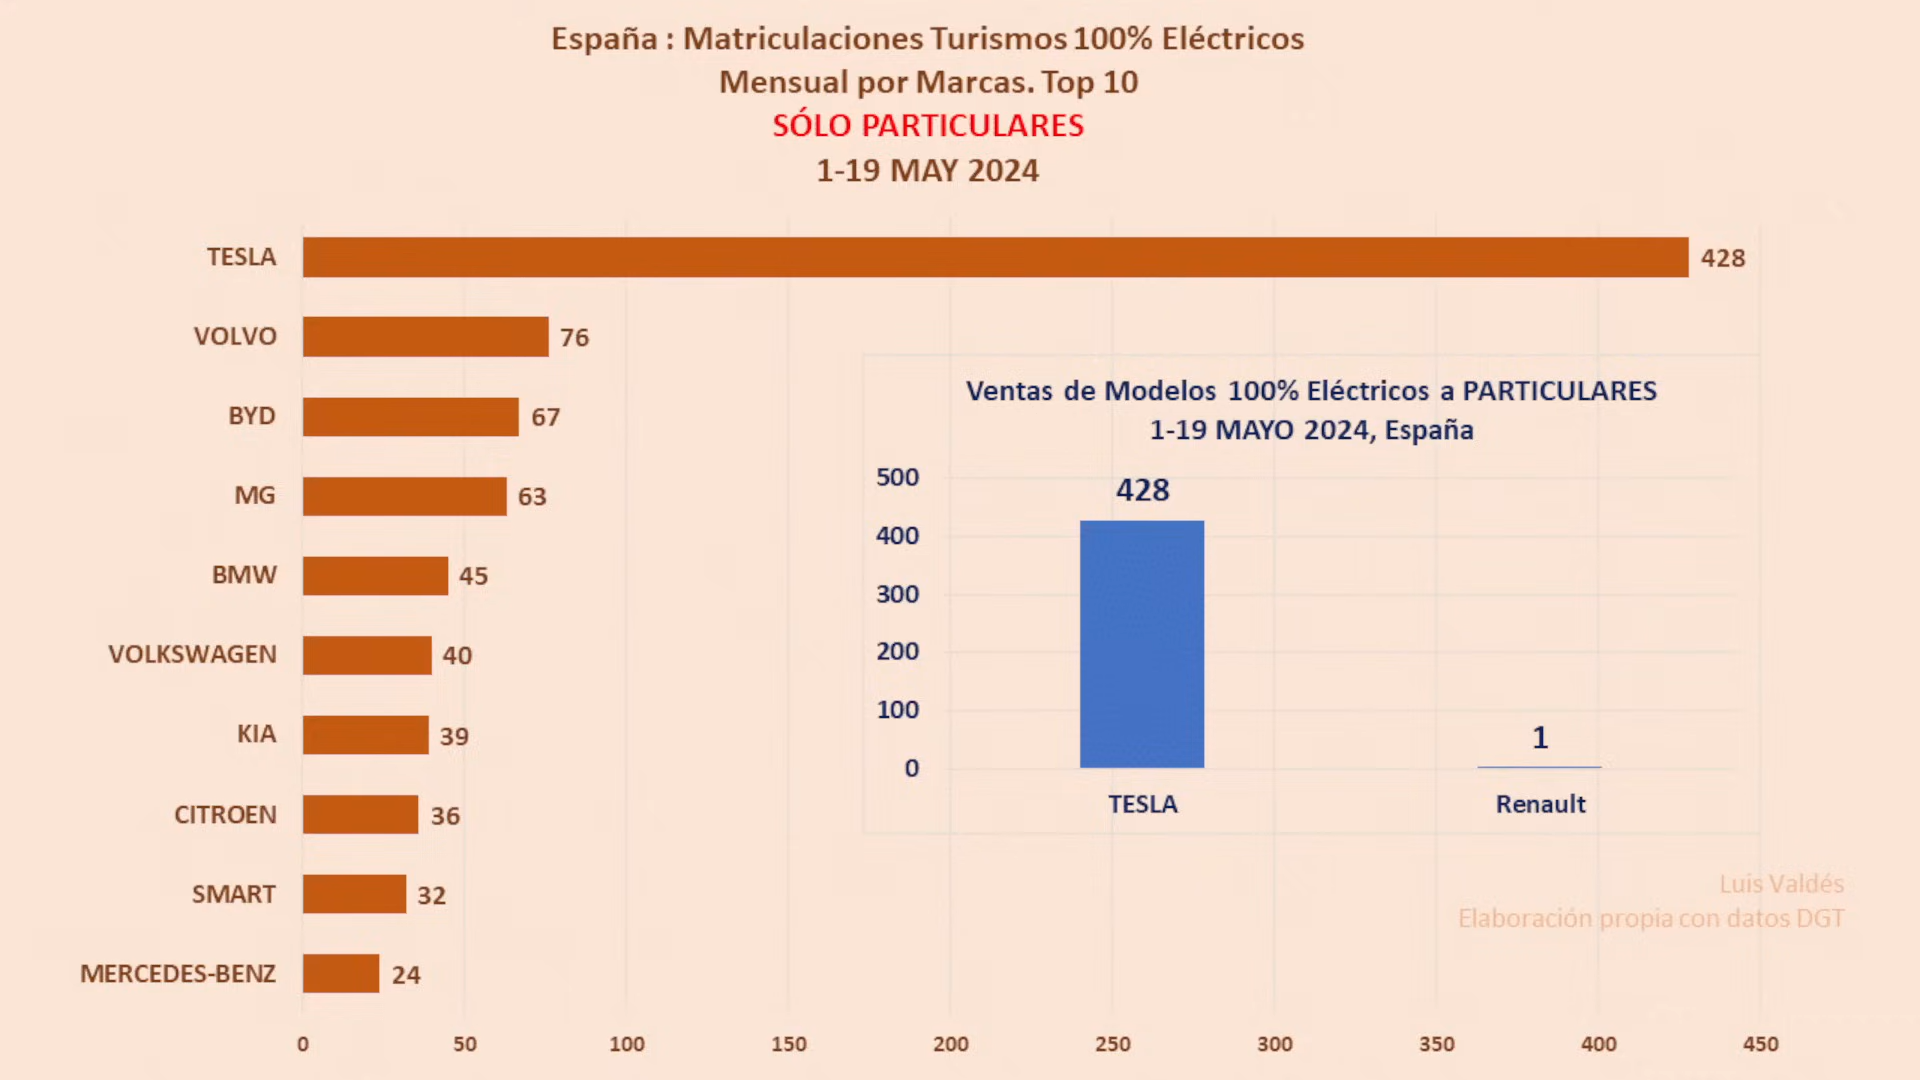 España : Matriculaciones Turismos 100% Eléctricos
Mensual por Marcas. Top 10
SÓLO PARTICULARES
1-19 MAY 2024
TESLA 428
VOLVO 76
BYD 67
MG 63
BMW 45
VOLKSWAGEN 40
KIA 39
CITROEN 36
SMART 32
MERCEDES-BENZ 24
0 50 100 150 200 250 300 350 400 450
Ventas de Modelos 100% Eléctricos a PARTICULARES
1-19 MAYO 2024, España
500
428
400
300
200
100
1
0
TESLA Renault
Luis Valdés
Elaboración propia con datos DGT